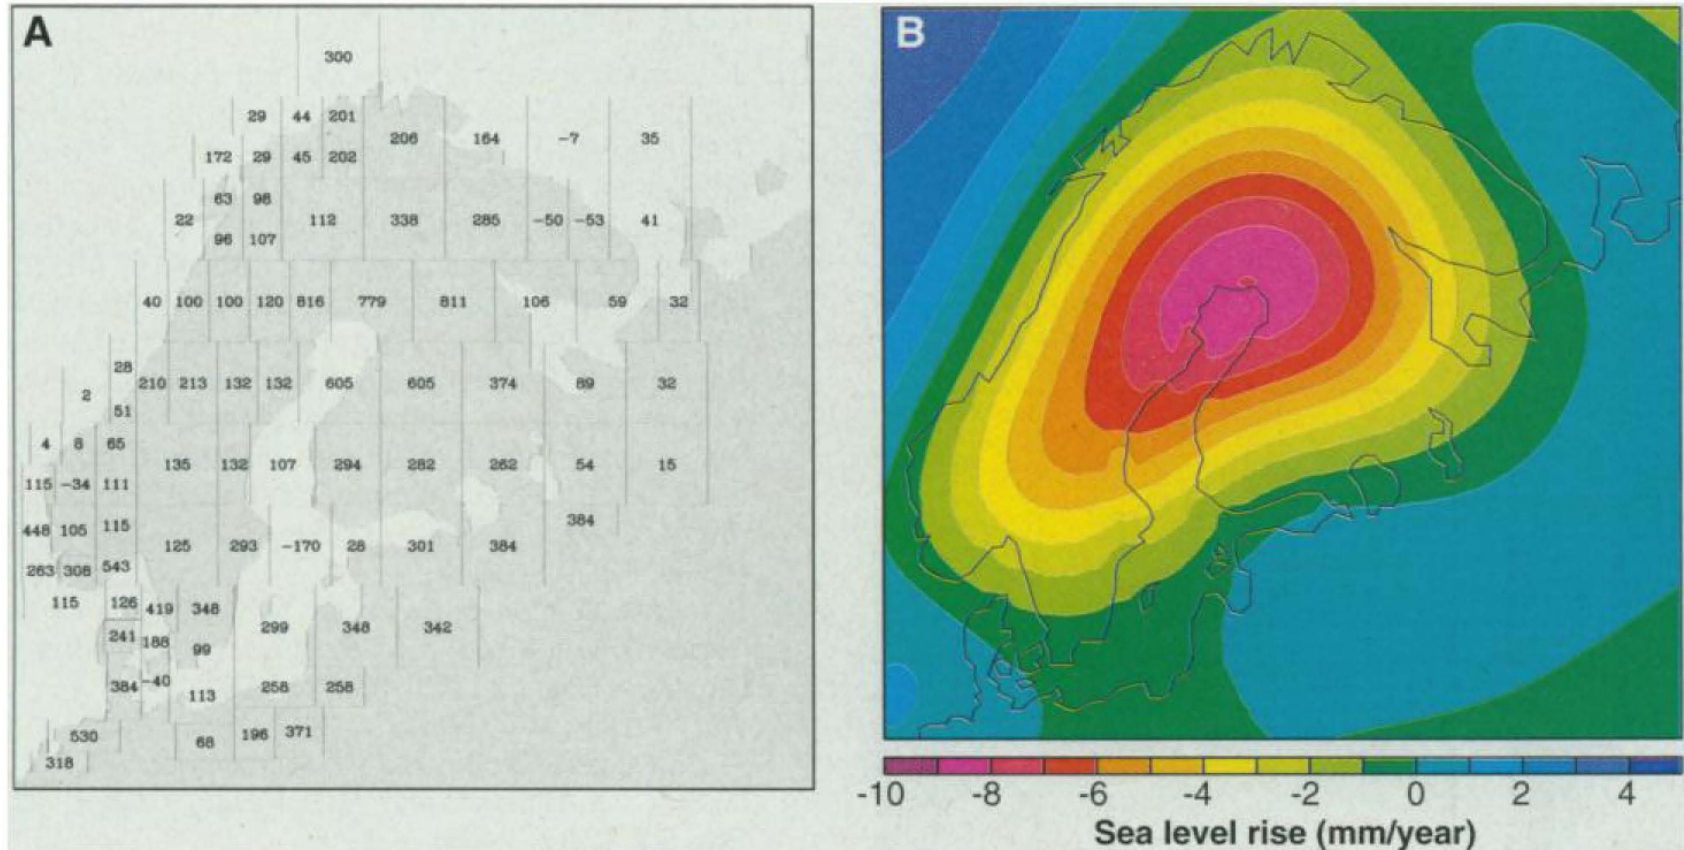 A
B
300
29 44 201
206 164 -7 35
172 29 45 202
63 98
22 112 338 285 -50 -53 41
96 107
40 100 100 120 816 779 811 106 59 32
28
210 213 132 132 605 605 374 89 32
2
51
4 8 65
135 132 107 294 282 262 54 15
115 -34 111
448 105 115
384
125 293 -170 28 301 384
263 308 543
115 126 419 348
299 348 342
241 188 99
384 -40 113 258 258
530 68 196 371
318
-10 -8 -6 -4 -2 0 2 4
Sea level rise (mm/year)